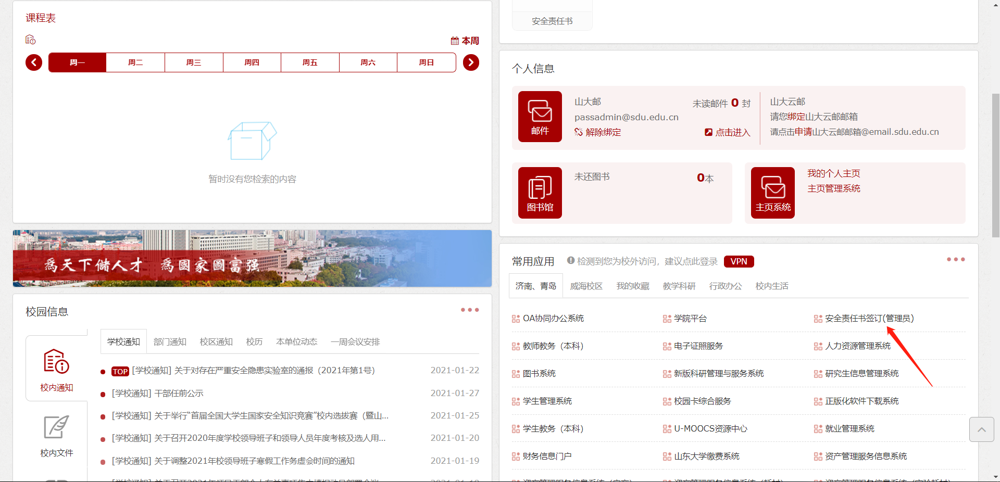 课程表
本周
周一 周二 周三 周四 周五 周六 周日
暂时没有您检索的内容
為天下儲人才 為國家圖富强
校园信息
学校通知 部门通知 校区通知 校历 本单位动态 一周会议安排
校内通知
校内文件
TOP [学校通知] 关于对存在严重安全隐患实验室的通报（2021年第1号） 2021-01-22
[学校通知] 干部任前公示 2021-01-27
[学校通知] 关于举行“首届全国大学生国家安全知识竞赛”校内选拔赛（暨山... 2021-01-25
[学校通知] 关于召开2020年度学校领导班子和领导人员年度考核及选人用... 2021-01-20
[学校通知] 关于调整2021年校领导班子寒假工作务虚会时间的通知 2021-01-19
安全责任书
个人信息
邮件
山大邮 未读邮件 0 封
passadmin@sdu.edu.cn
解除绑定 点击进入
山大云邮
请您绑定山大云邮邮箱
请点击申请山大云邮邮箱@email.sdu.edu.cn
图书馆
未还图书 0本
主页系统
我的个人主页
主页管理系统
常用应用 检测到您为校外访问，建议点此登录 VPN
济南、青岛 威海校区 我的收藏 教学科研 行政办公 校内生活
OA协同办公系统 学院平台 安全责任书签订(管理员)
教师教务（本科） 电子证照服务 人力资源管理系统
图书系统 新版科研管理与服务系统 研究生信息管理系统
学生管理系统 校园卡综合服务 正版化软件下载系统
学生教务（本科） U-MOOCS资源中心 就业管理系统
财务信息门户 山东大学缴费系统 资产管理服务信息系统